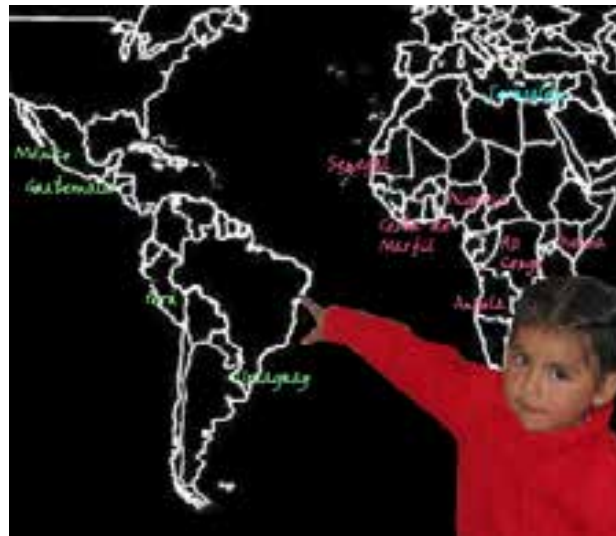 México
Guatemala
Perú
Uruguay
Senegal
Costa de
Marfil
Nigeria
RD
Congo
Angola